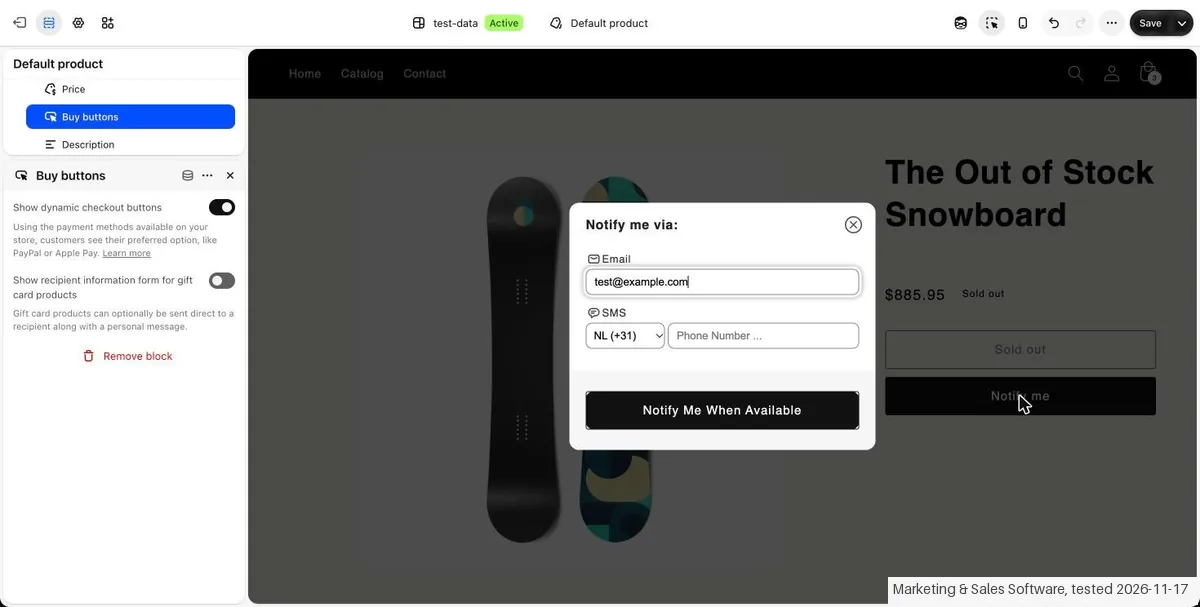 test-data Active Default product Save
Default product
Price
Buy buttons
Description
Buy buttons
Show dynamic checkout buttons
Using the payment methods available on your
store, customers see their preferred option, like
PayPal or Apple Pay. Learn more
Show recipient information form for gift
card products
Gift card products can optionally be sent direct to a
recipient along with a personal message.
Remove block
Home Catalog Contact
3
The Out of Stock
Snowboard
$885.95 Sold out
Sold out
Notify me
Notify me via:
Email
test@example.com
SMS
NL (+31) Phone Number ...
Notify Me When Available
Marketing & Sales Software, tested 2026-11-17